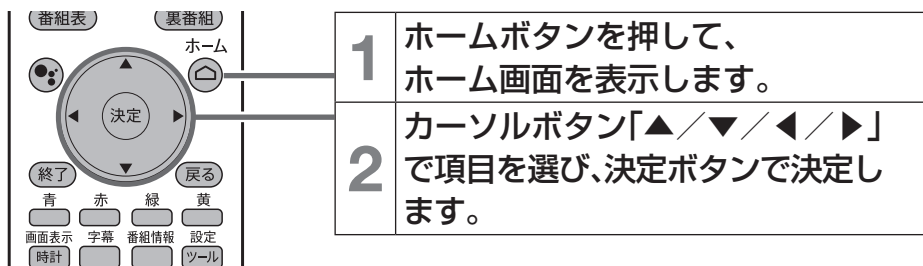 番組表 裏番組
ホーム
決定
終了 戻る
青 赤 緑 黄
画面表示 字幕 番組情報 設定
時計 ツール
1 ホームボタンを押して、
ホーム画面を表示します。
2 カーソルボタン「▲／▼／◀／▶」
で項目を選び、決定ボタンで決定し
ます。